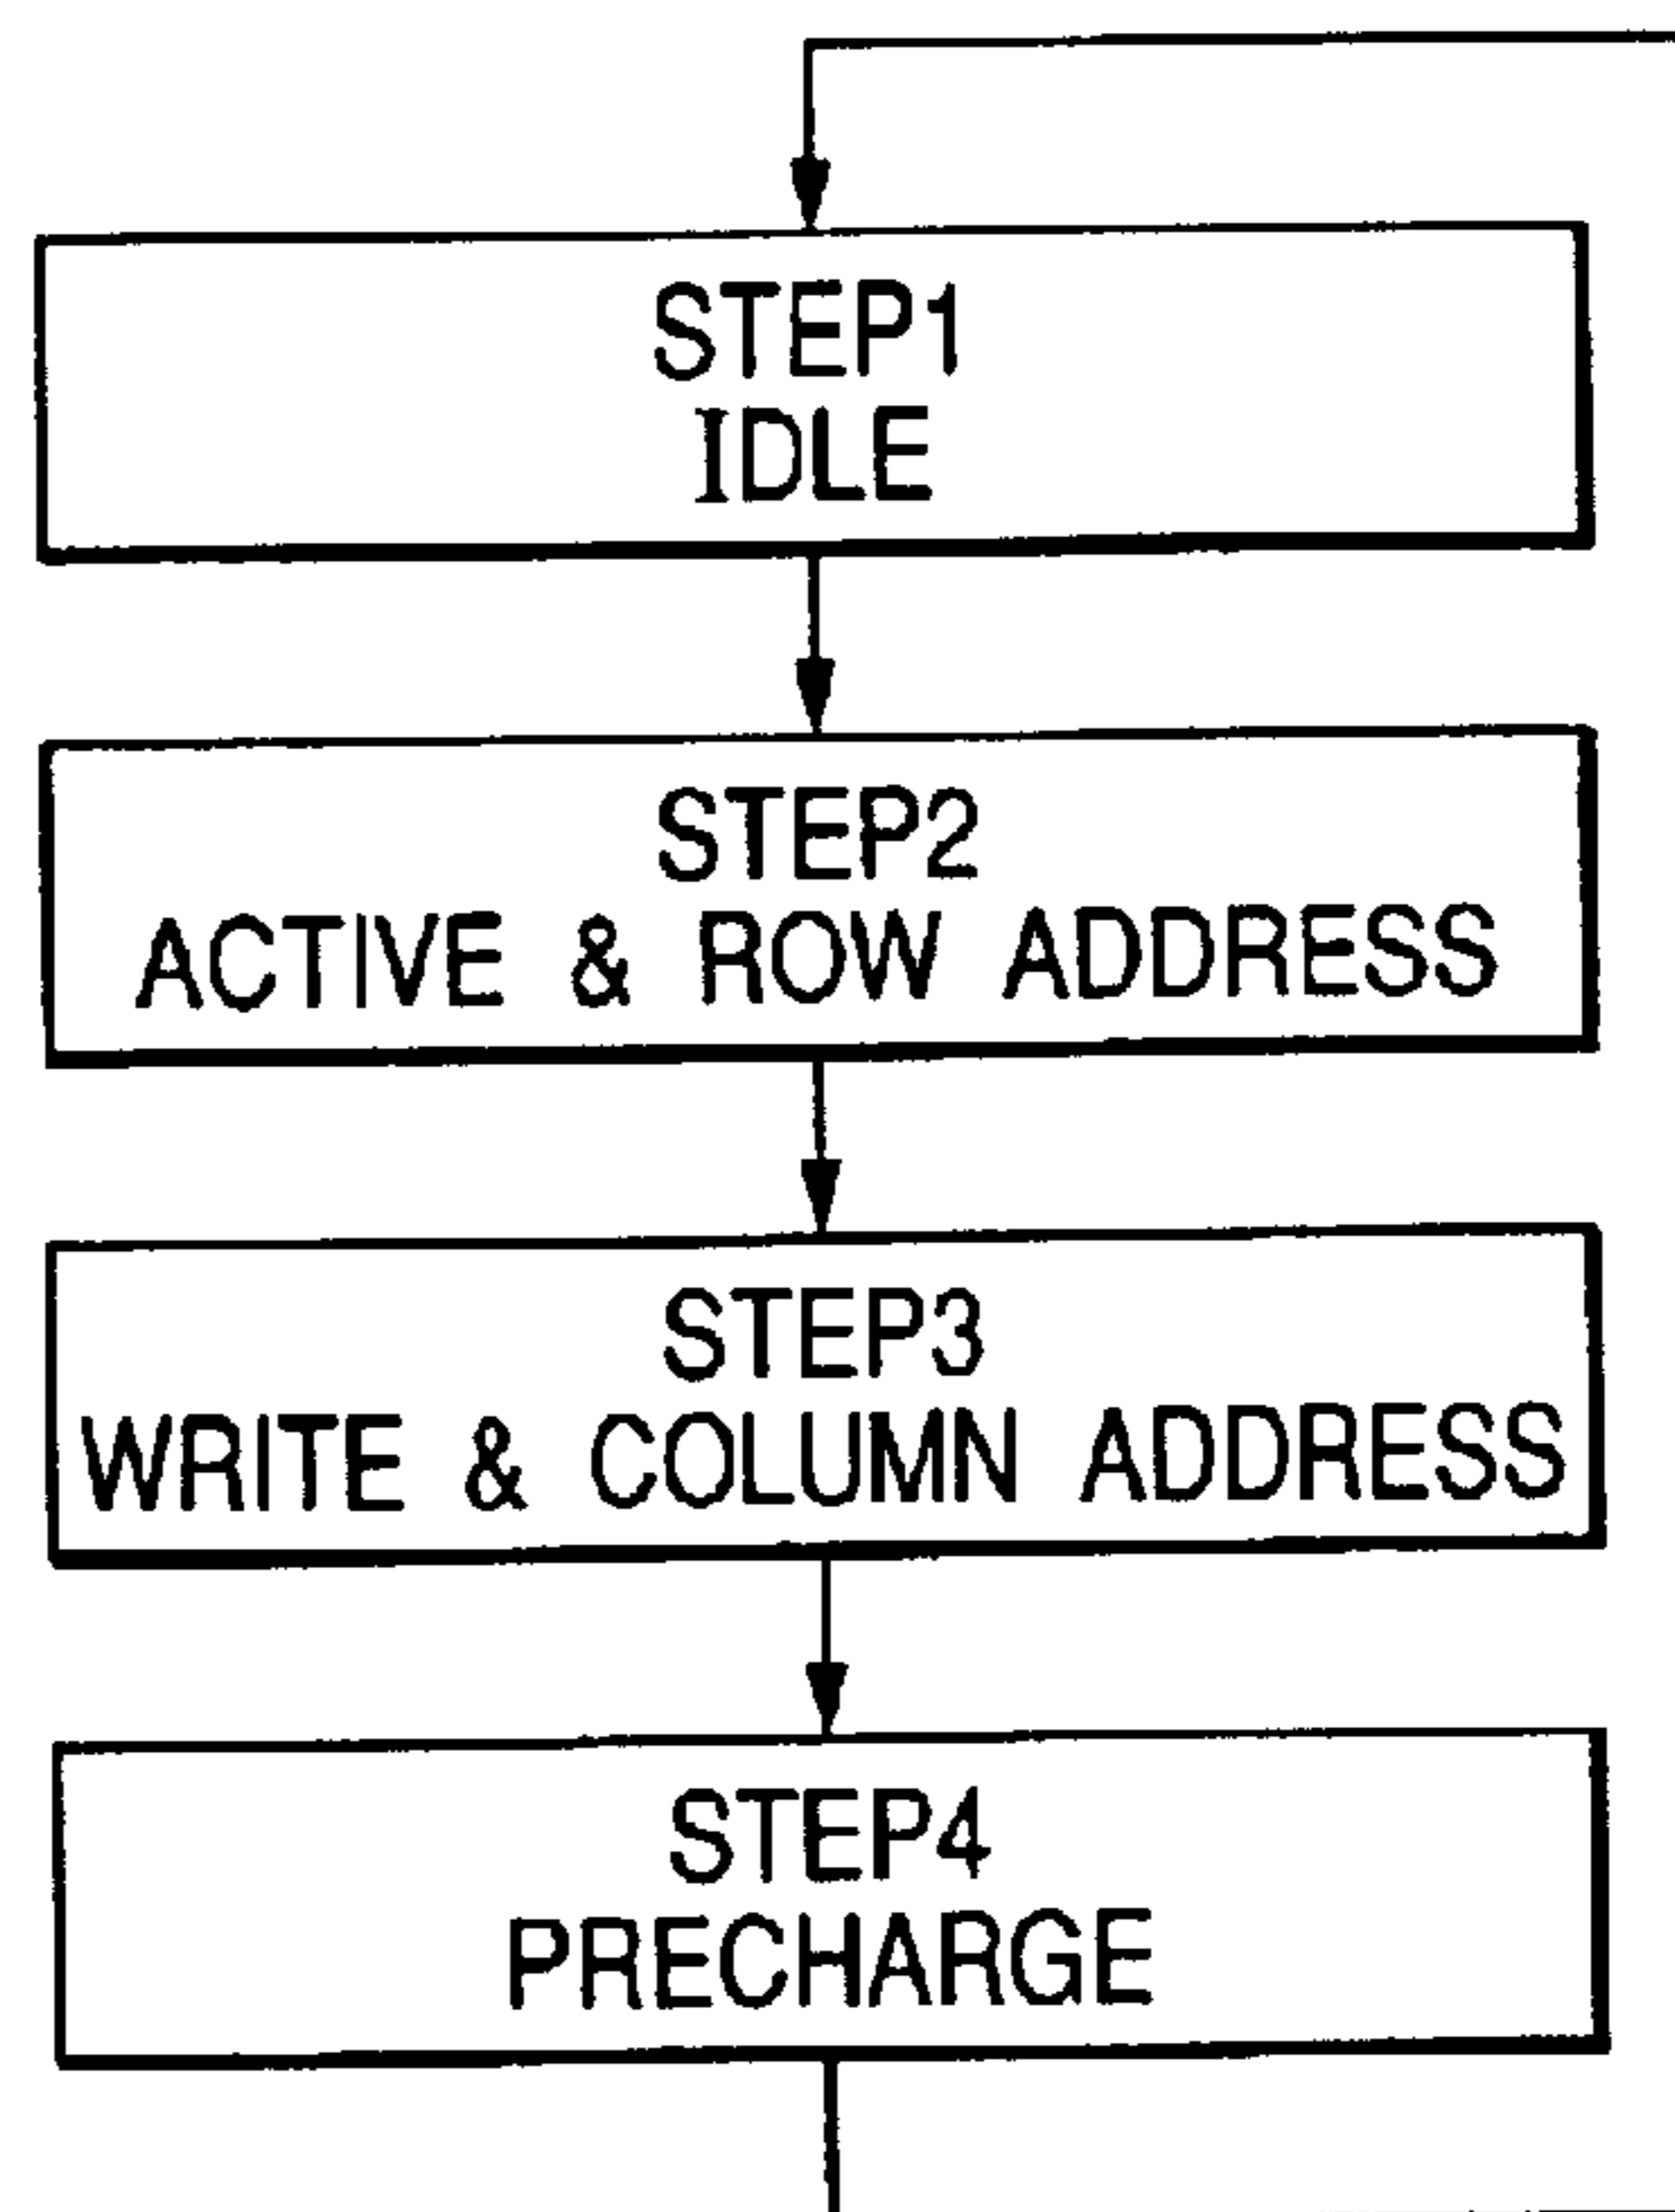 STEP1
IDLE
STEP2
ACTIVE & ROW ADDRESS
STEP3
WRITE & COLUMN ADDRESS
STEP4
PRECHARGE